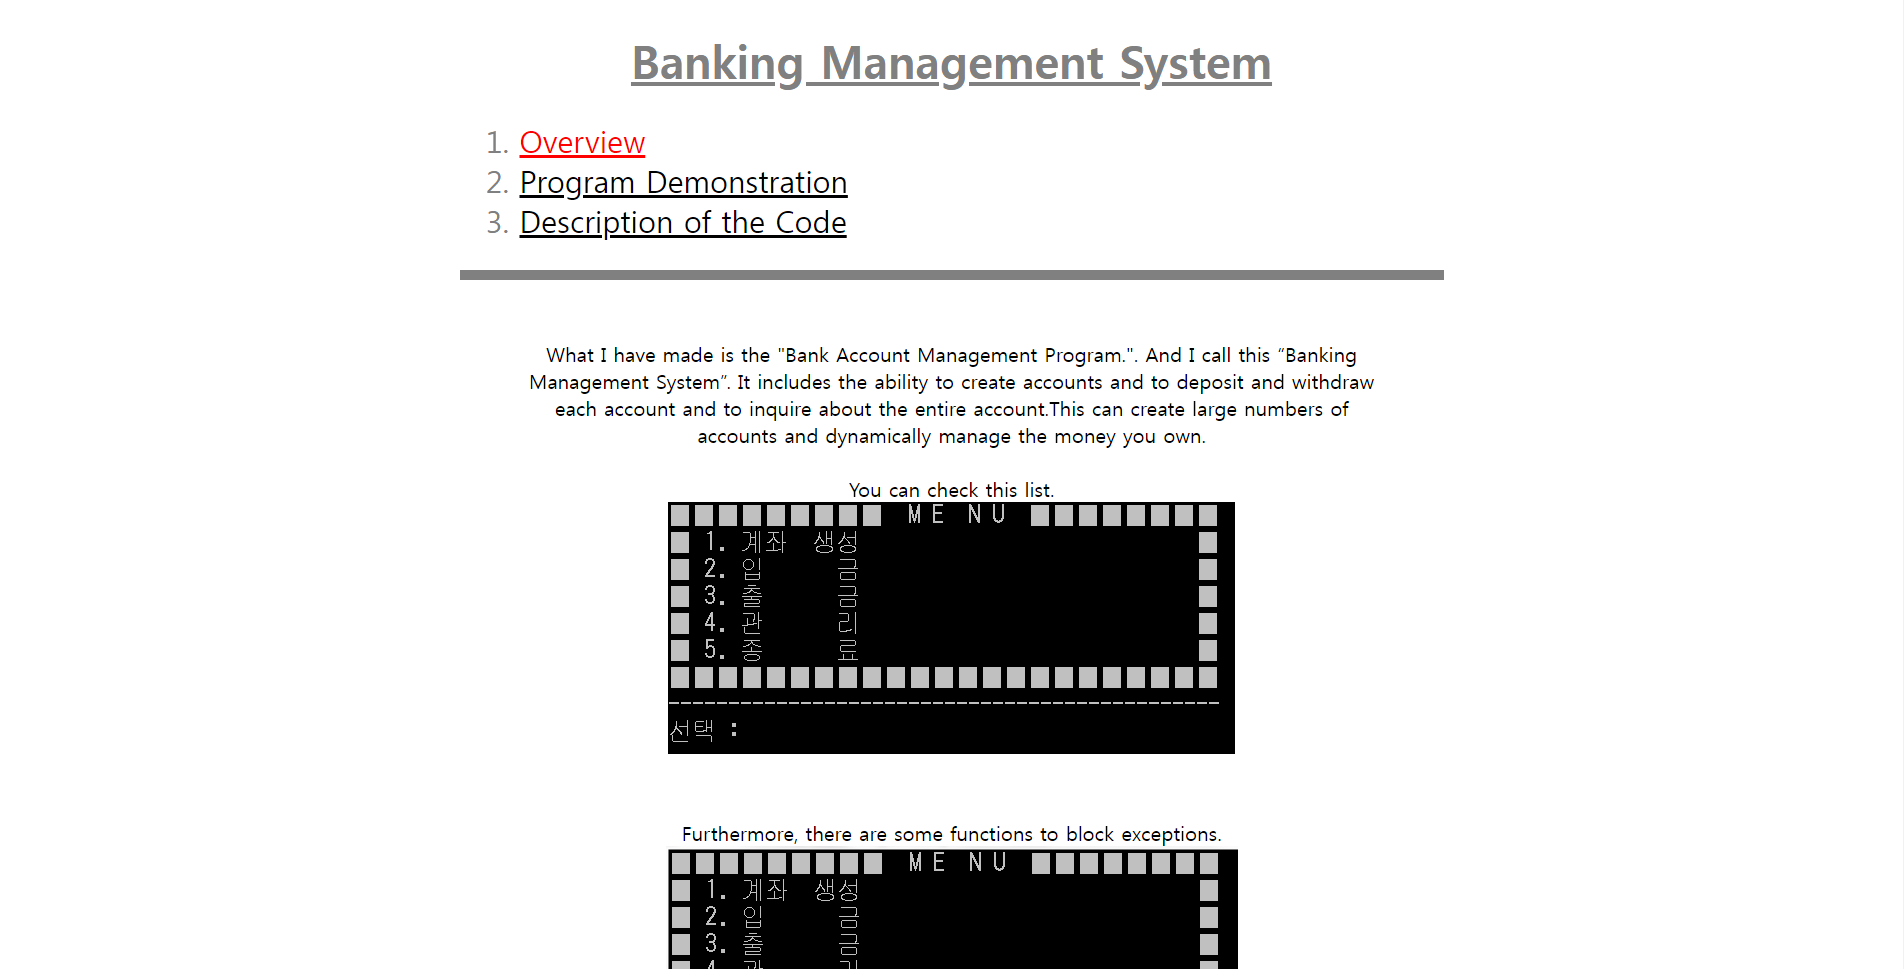 Banking Management System
1. Overview
2. Program Demonstration
3. Description of the Code
What I have made is the "Bank Account Management Program.". And I call this “Banking
Management System”. It includes the ability to create accounts and to deposit and withdraw
each account and to inquire about the entire account.This can create large numbers of
accounts and dynamically manage the money you own.
You can check this list.
M E N U
1. 계좌 생성
2. 입 금
3. 출 금
4. 관 리
5. 종 료
선택 :
Furthermore, there are some functions to block exceptions.
M E N U
1. 계좌 생성
2. 입 금
3. 출 금
4. 관 리